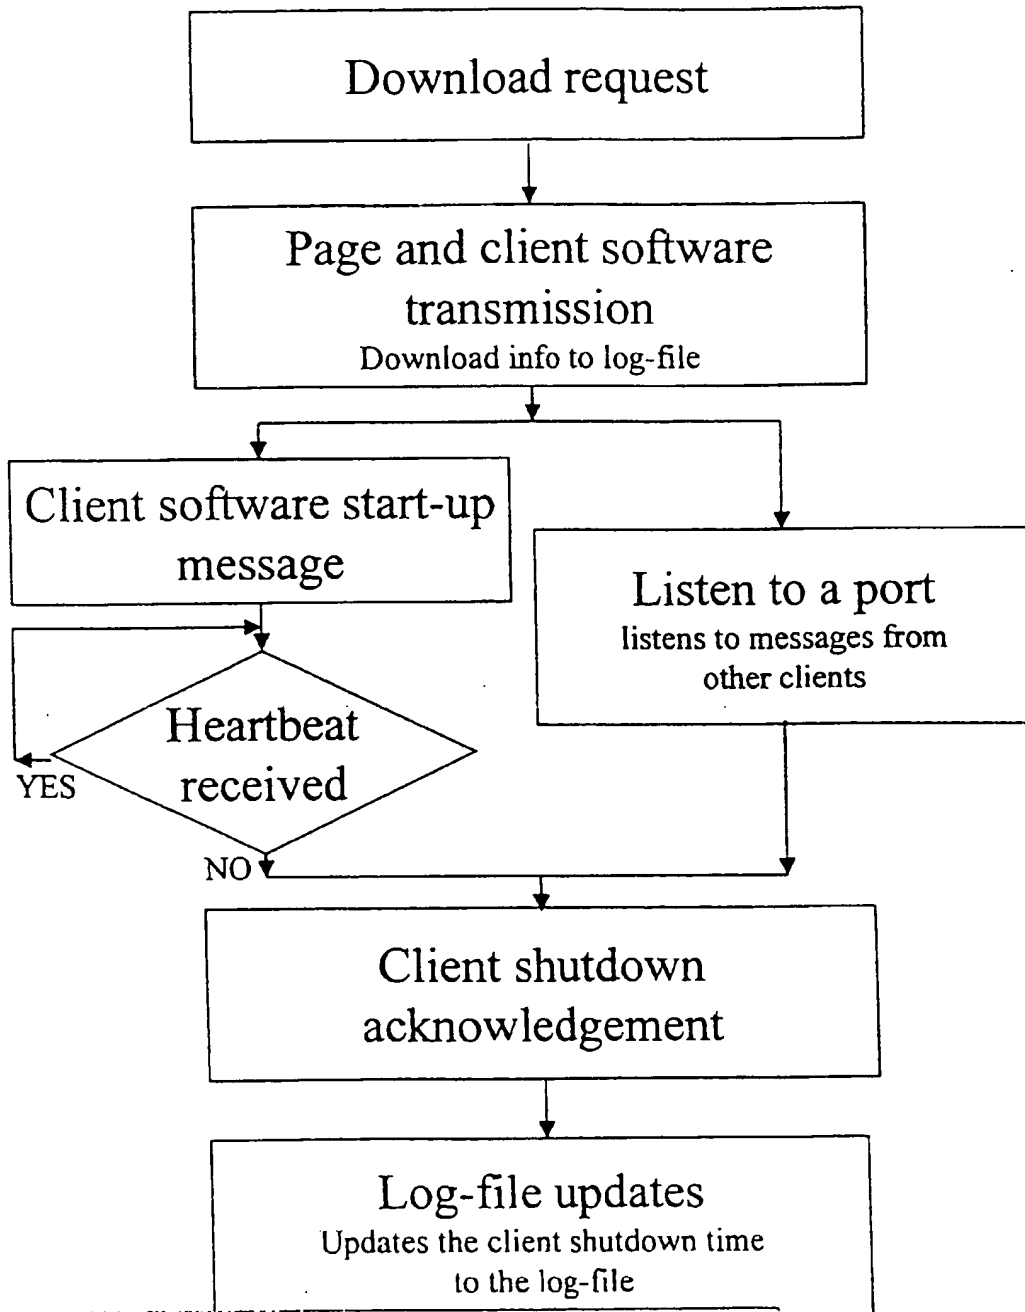 Download request
Page and client software
transmission
Download info to log-file
Client software start-up
message
Listen to a port
listens to messages from
other clients
Heartbeat
received
YES
NO
Client shutdown
acknowledgement
Log-file updates
Updates the client shutdown time
to the log-file